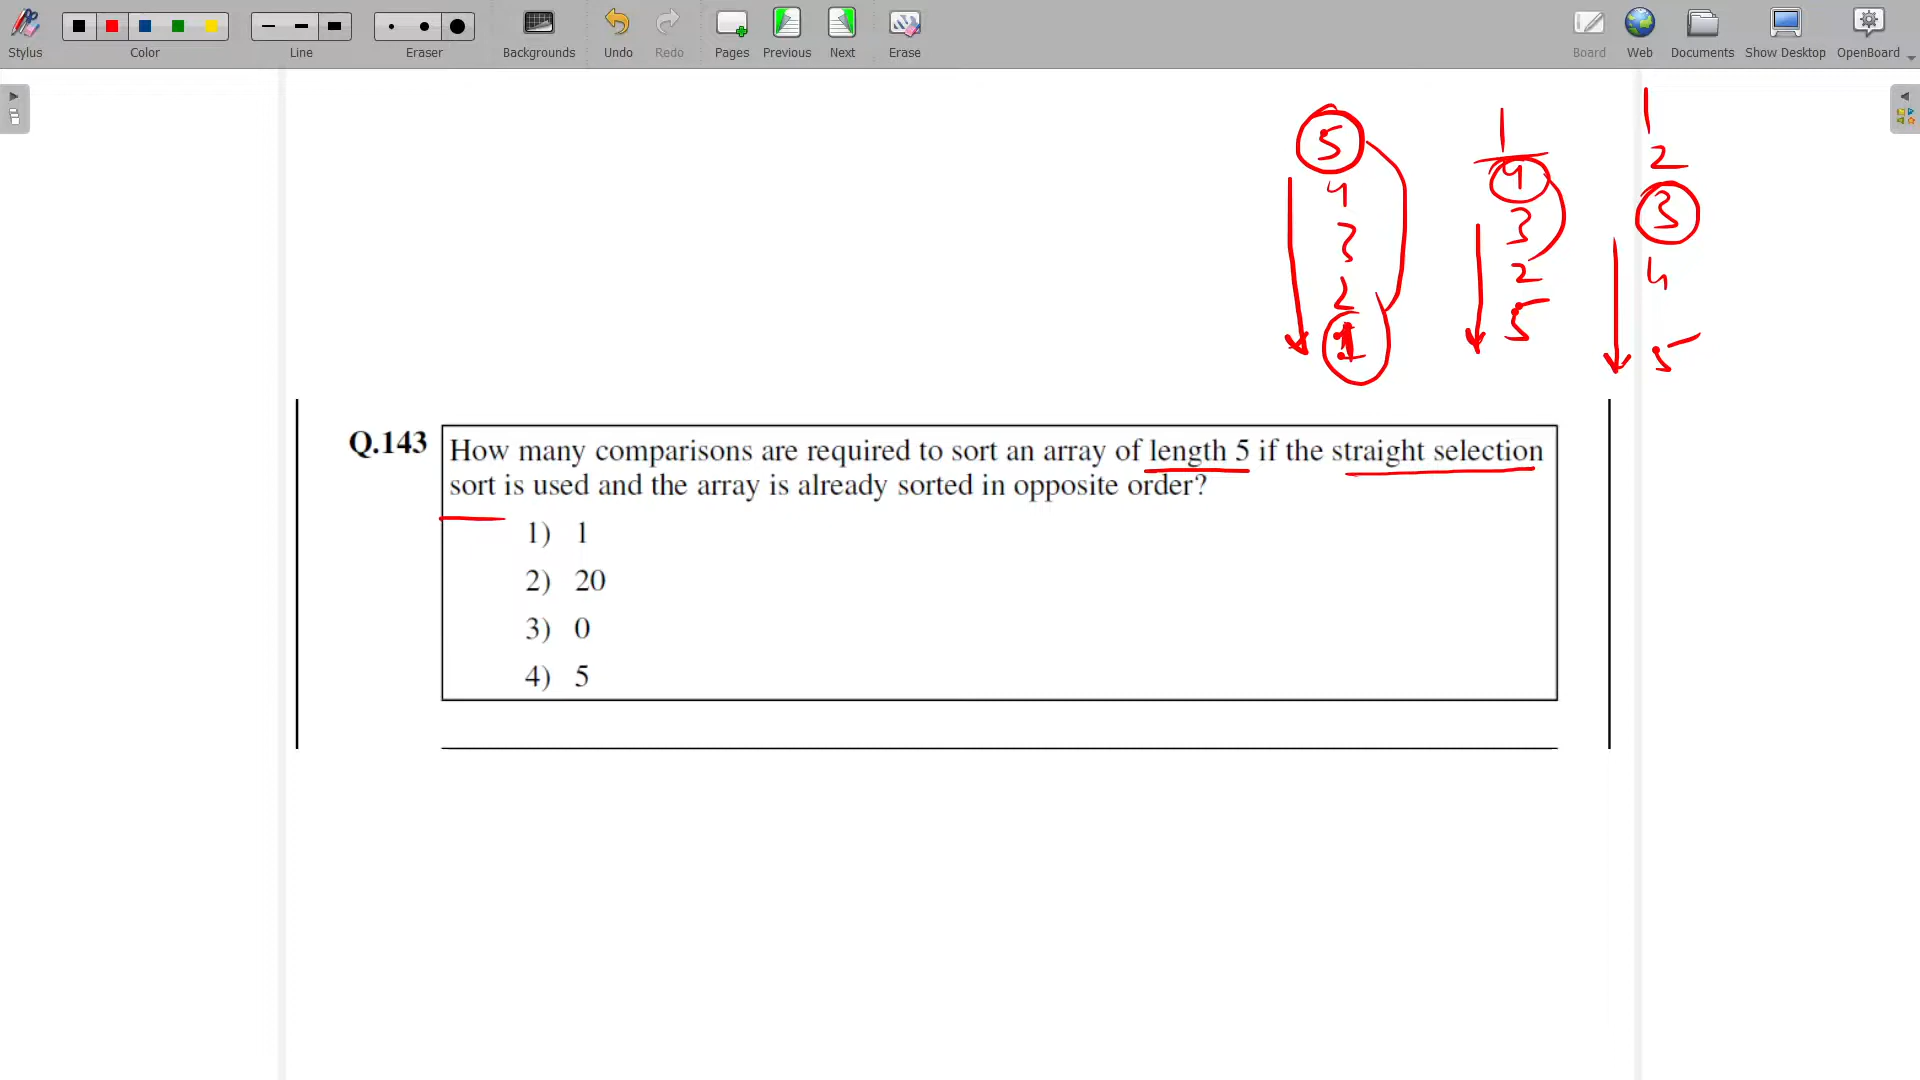 Stylus
Color
Line
Eraser
Backgrounds
Undo
Redo
Pages
Previous
Next
Erase
Board
Web
Documents
Show Desktop
OpenBoard
5
4
3
2
1
1
4
3
2
5
1
2
3
4
5
Q.143 How many comparisons are required to sort an array of length 5 if the straight selection
sort is used and the array is already sorted in opposite order?
1) 1
2) 20
3) 0
4) 5